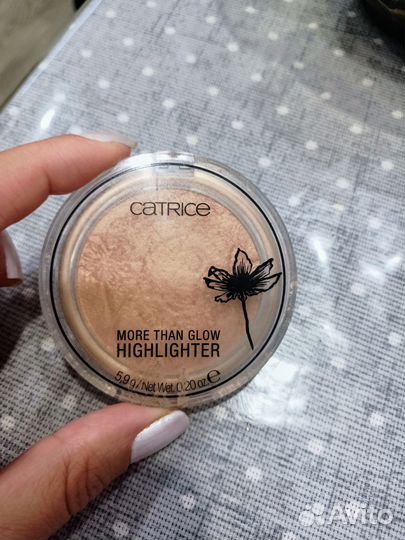 CATRICE
MORE THAN GLOW
HIGHLIGHTER
5.9 g / Net Wt. 0.20 oz ℮
Avito